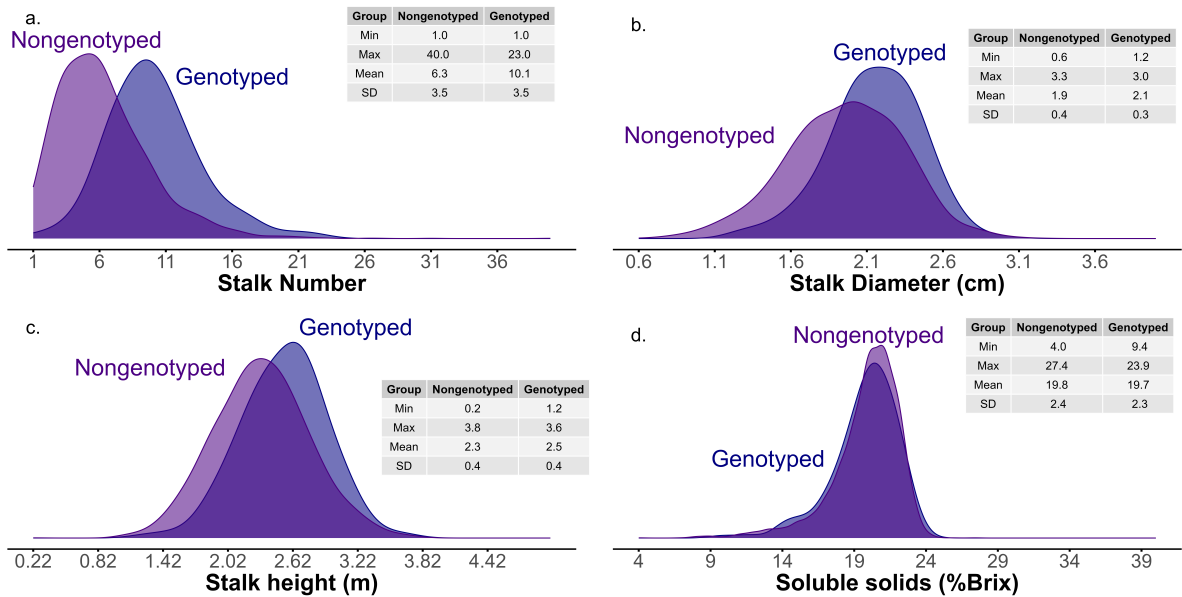 a.
Nongenotyped
Genotyped
Group Nongenotyped Genotyped
Min 1.0 1.0
Max 40.0 23.0
Mean 6.3 10.1
SD 3.5 3.5
1 6 11 16 21 26 31 36
Stalk Number
b.
Genotyped
Nongenotyped
Group Nongenotyped Genotyped
Min 0.6 1.2
Max 3.3 3.0
Mean 1.9 2.1
SD 0.4 0.3
0.6 1.1 1.6 2.1 2.6 3.1 3.6
Stalk Diameter (cm)
c.
Genotyped
Nongenotyped
Group Nongenotyped Genotyped
Min 0.2 1.2
Max 3.8 3.6
Mean 2.3 2.5
SD 0.4 0.4
0.22 0.82 1.42 2.02 2.62 3.22 3.82 4.42
Stalk height (m)
d.
Nongenotyped
Genotyped
Group Nongenotyped Genotyped
Min 4.0 9.4
Max 27.4 23.9
Mean 19.8 19.7
SD 2.4 2.3
4 9 14 19 24 29 34 39
Soluble solids (%Brix)